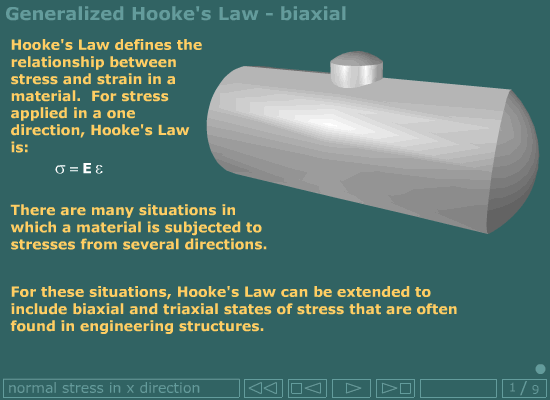 Generalized Hooke's Law - biaxial
Hooke's Law defines the
relationship between
stress and strain in a
material. For stress
applied in a one
direction, Hooke's Law
is:
σ = E ε
There are many situations in
which a material is subjected to
stresses from several directions.
For these situations, Hooke's Law can be extended to
include biaxial and triaxial states of stress that are often
found in engineering structures.
normal stress in x direction
1 / 9